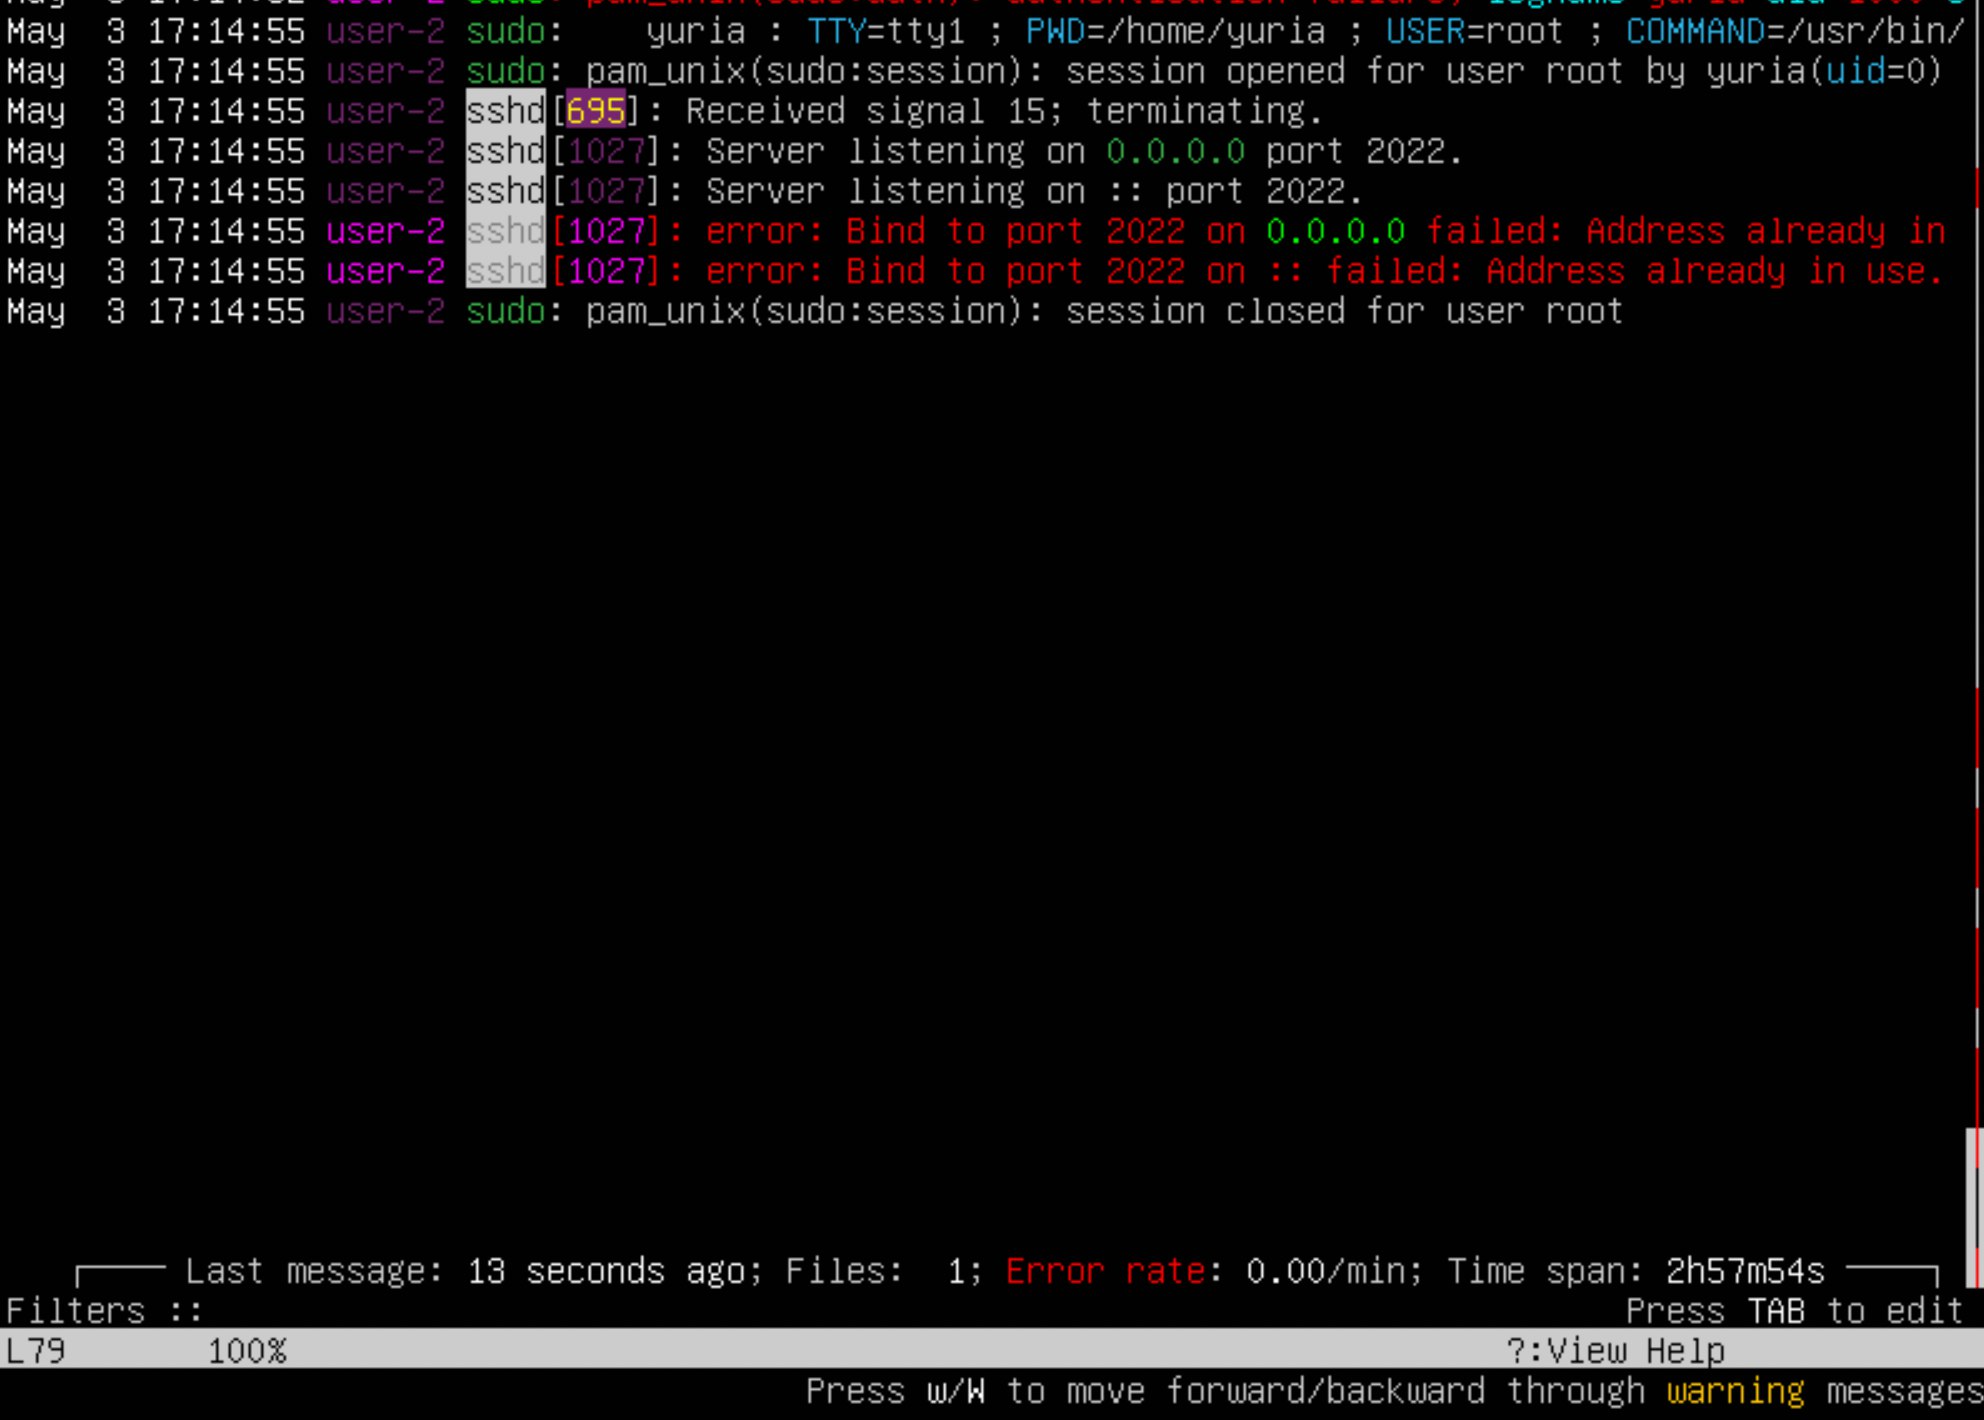 May  3 17:14:55 user-2 sudo:    yuria : TTY=tty1 ; PWD=/home/yuria ; USER=root ; COMMAND=/usr/bin/
May  3 17:14:55 user-2 sudo: pam_unix(sudo:session): session opened for user root by yuria(uid=0)
May  3 17:14:55 user-2 sshd[695]: Received signal 15; terminating.
May  3 17:14:55 user-2 sshd[1027]: Server listening on 0.0.0.0 port 2022.
May  3 17:14:55 user-2 sshd[1027]: Server listening on :: port 2022.
May  3 17:14:55 user-2 sshd[1027]: error: Bind to port 2022 on 0.0.0.0 failed: Address already in
May  3 17:14:55 user-2 sshd[1027]: error: Bind to port 2022 on :: failed: Address already in use.
May  3 17:14:55 user-2 sudo: pam_unix(sudo:session): session closed for user root
Last message: 13 seconds ago; Files:  1; Error rate: 0.00/min; Time span: 2h57m54s
Filters :: Press TAB to edit
L79 100% ?:View Help
Press w/W to move forward/backward through warning messages